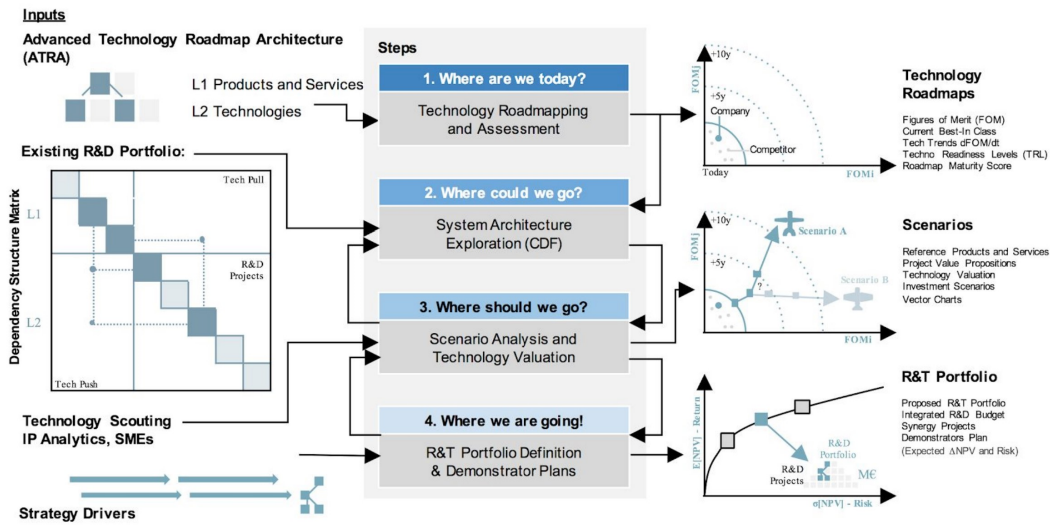 Inputs
Advanced Technology Roadmap Architecture
(ATRA)
L1 Products and Services
L2 Technologies
Existing R&D Portfolio:
Dependency Structure Matrix
Tech Pull
L1
R&D
Projects
L2
Tech Push
Technology Scouting
IP Analytics, SMEs
Strategy Drivers
Steps
1. Where are we today?
Technology Roadmapping
and Assessment
2. Where could we go?
System Architecture
Exploration (CDF)
3. Where should we go?
Scenario Analysis and
Technology Valuation
4. Where we are going!
R&T Portfolio Definition
& Demonstrator Plans
FOMj
+10y
+5y
Company
Competitor
Today
FOMi
Technology
Roadmaps
Figures of Merit (FOM)
Current Best-In Class
Tech Trends dFOM/dt
Techno Readiness Levels (TRL)
Roadmap Maturity Score
FOMj
+10y
+5y
Scenario A
?
Scenario B
FOMi
Scenarios
Reference Products and Services
Project Value Propositions
Technology Valuation
Investment Scenarios
Vector Charts
E[NPV] - Return
R&D
Portfolio
R&D
Projects
M€
σ[NPV] - Risk
R&T Portfolio
Proposed R&T Portfolio
Integrated R&D Budget
Synergy Projects
Demonstrators Plan
(Expected ΔNPV and Risk)